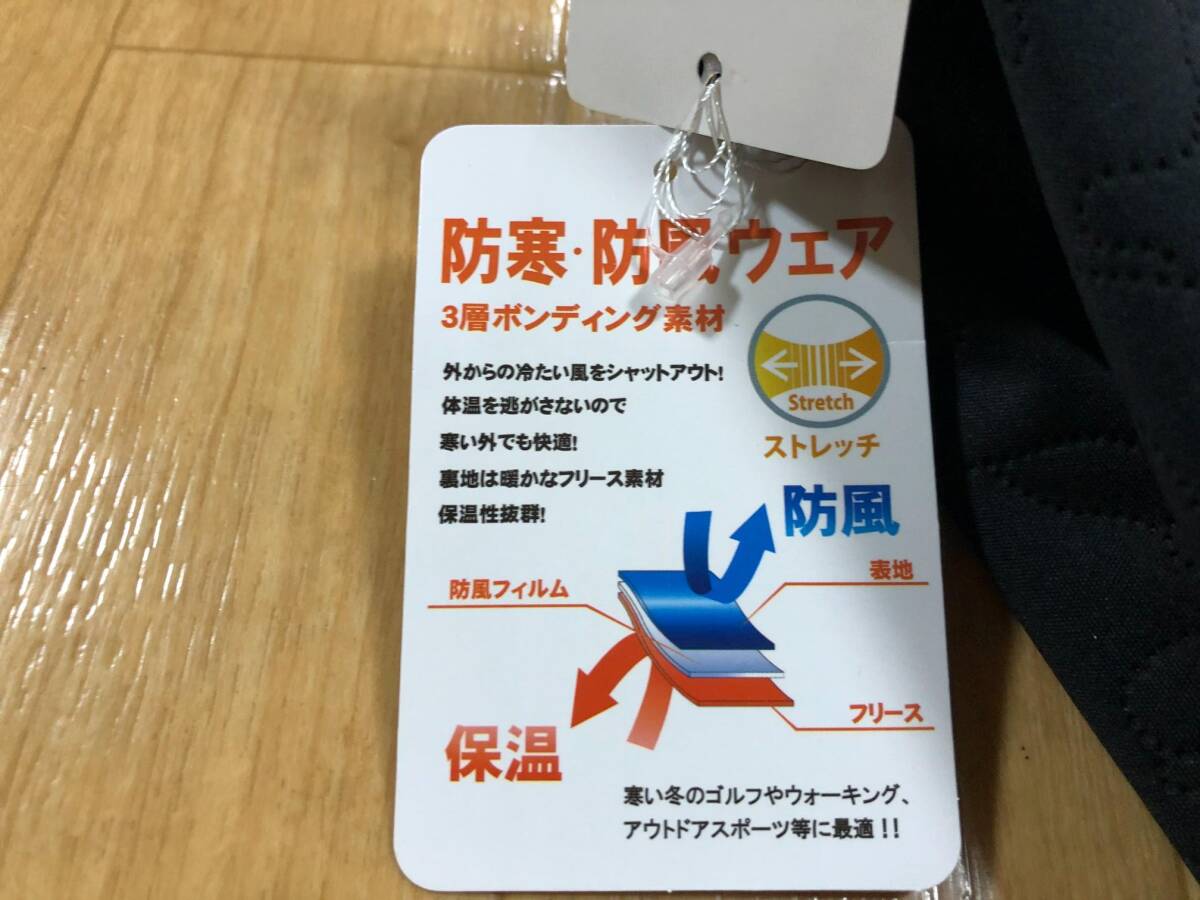 防寒・防風ウェア
3層ボンディング素材
外からの冷たい風をシャットアウト!
体温を逃がさないので
寒い外でも快適!
裏地は暖かなフリース素材
保温性抜群!
Stretch
ストレッチ
防風
表地
防風フィルム
フリース
保温
寒い冬のゴルフやウォーキング、
アウトドアスポーツ等に最適!!